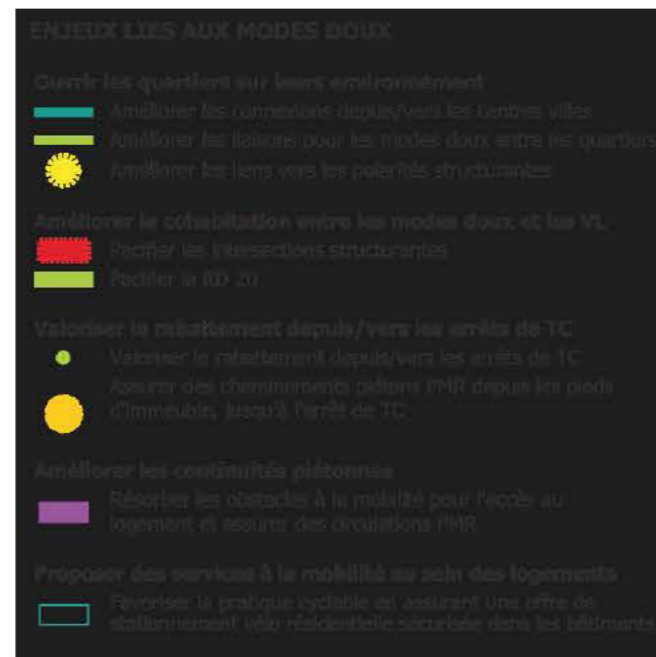 ENJEUX LIES AUX MODES DOUX
Ouvrir les quartiers sur leurs environnement
Améliorer les connexions depuis/vers les centres villes
Améliorer les liaisons pour les modes doux entre les quartiers
Améliorer les liens vers les polarités structurantes
Améliorer la cohabitation entre les modes doux et les VL
Pacifier les intersections structurantes
Pacifier la RD 20
Valoriser le rabattement depuis/vers les arrêts de TC
Valoriser le rabattement depuis/vers les arrêts de TC
Assurer des cheminements piétons PMR depuis les pieds
d'immeuble, jusqu'à l'arrêt de TC
Améliorer les continuités piétonnes
Résorber les obstacles à la mobilité pour l'accès au
logement et assurer des circulations PMR
Proposer des services à la mobilité au sein des logements
Favoriser la pratique cyclable en assurant une offre de
stationnement vélo résidentielle sécurisée dans les bâtiments